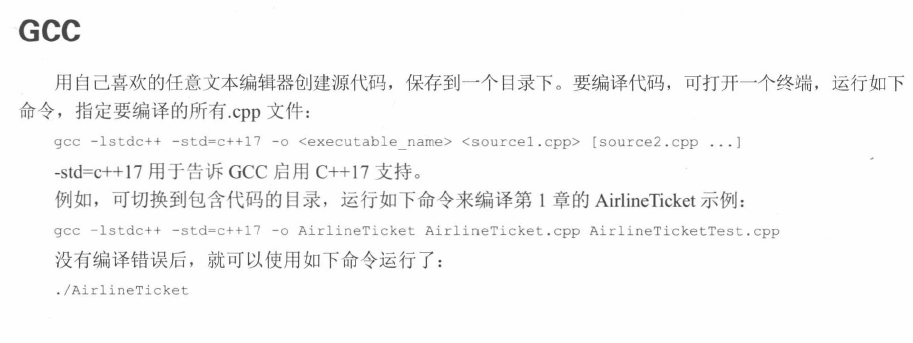 GCC
用自己喜欢的任意文本编辑器创建源代码，保存到一个目录下。要编译代码，可打开一个终端，运行如下
命令，指定要编译的所有.cpp 文件：
gcc -lstdc++ -std=c++17 -o <executable_name> <source1.cpp> [source2.cpp ...]
-std=c++17 用于告诉 GCC 启用 C++17 支持。
例如，可切换到包含代码的目录，运行如下命令来编译第 1 章的 AirlineTicket 示例：
gcc -lstdc++ -std=c++17 -o AirlineTicket AirlineTicket.cpp AirlineTicketTest.cpp
没有编译错误后，就可以使用如下命令运行了：
./AirlineTicket